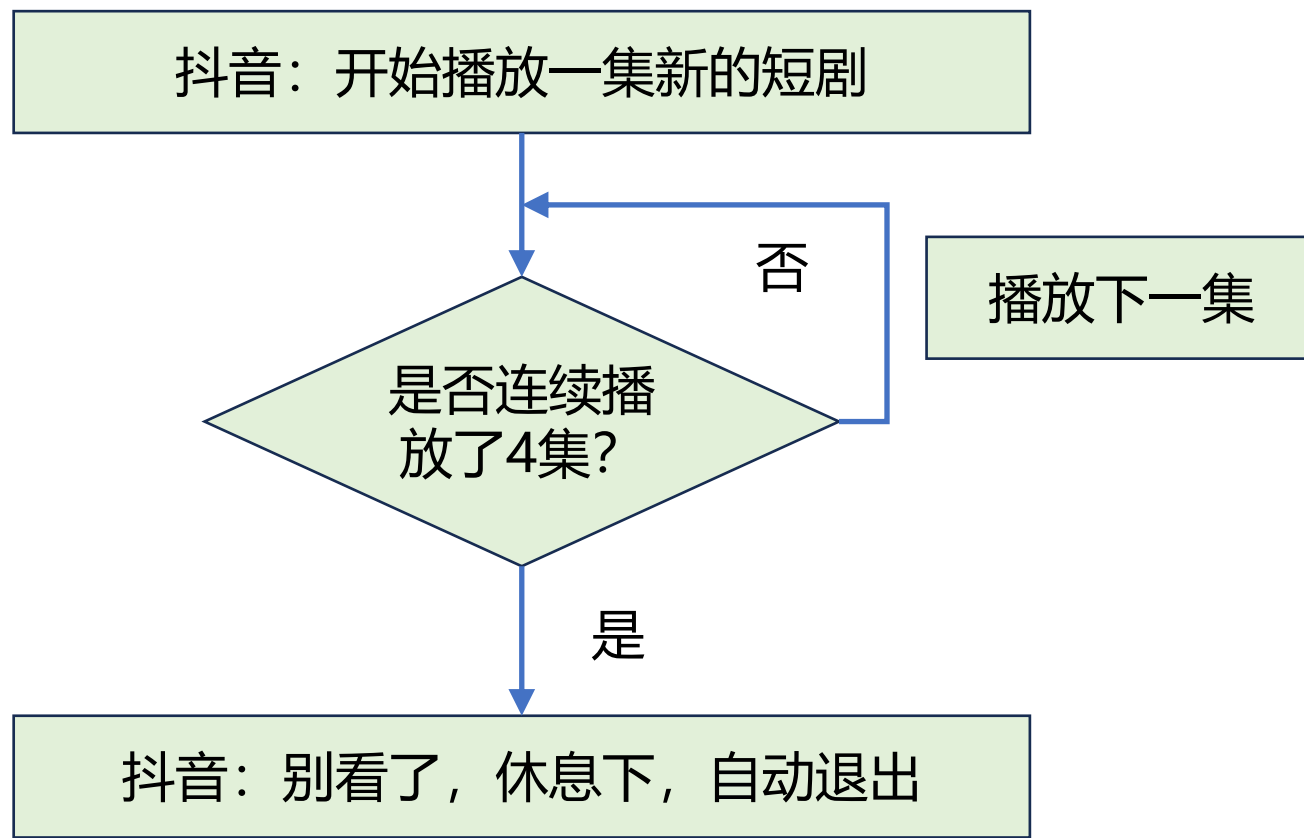 抖音：开始播放一集新的短剧
否
播放下一集
是否连续播
放了4集？
是
抖音：别看了，休息下，自动退出